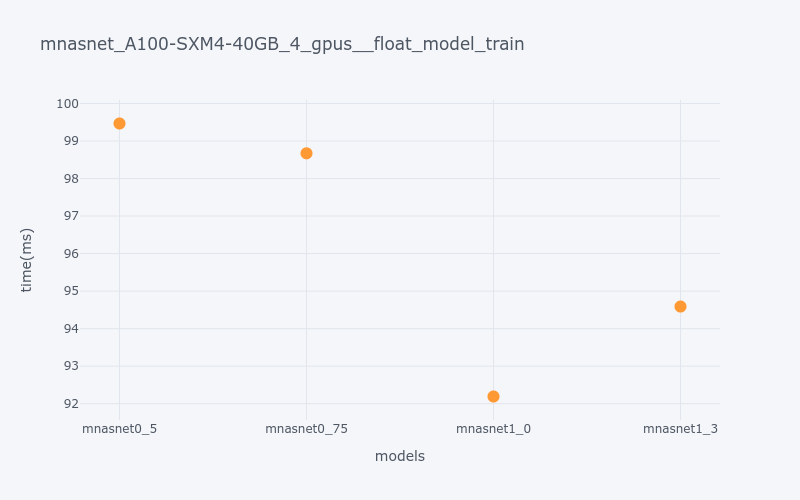 mnasnet_A100-SXM4-40GB_4_gpus__float_model_train
100
99
98
97
96
95
94
93
92
time(ms)
mnasnet0_5
mnasnet0_75
mnasnet1_0
mnasnet1_3
models